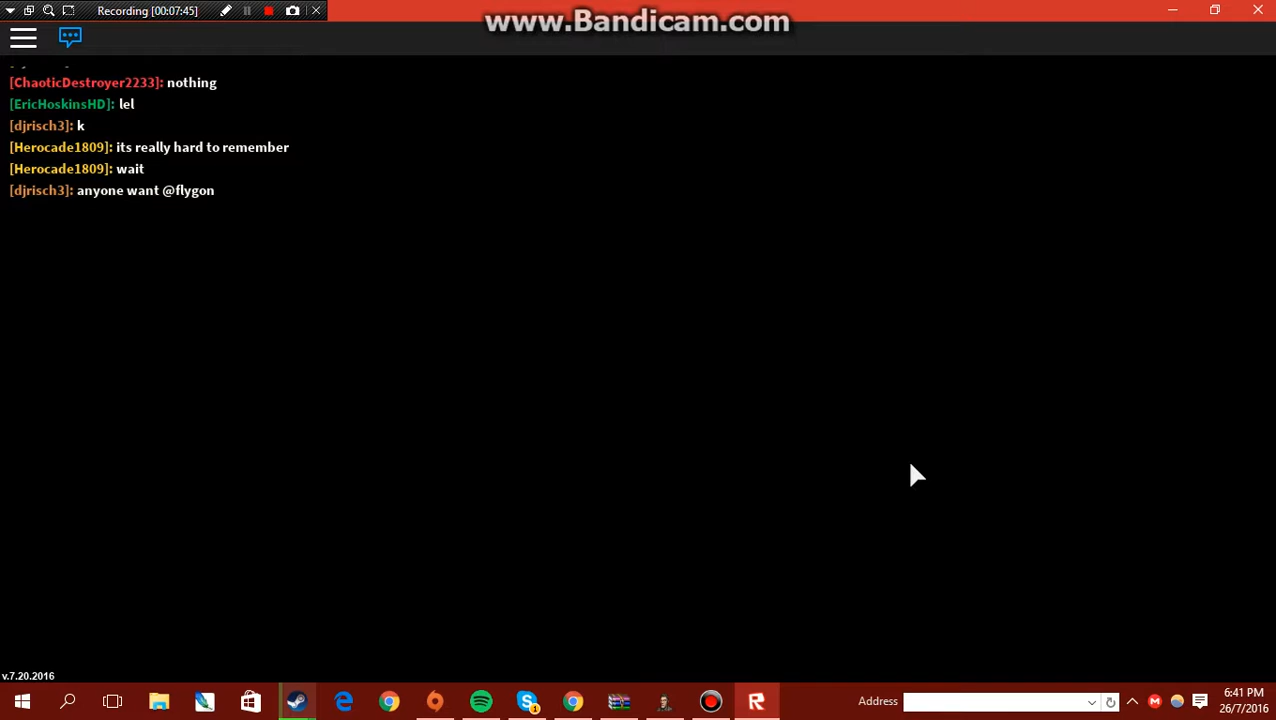 Recording [00:07:45]
www.Bandicam.com
[ChaoticDestroyer2233]: nothing
[EricHoskinsHD]: lel
[djrisch3]: k
[Herocade1809]: its really hard to remember
[Herocade1809]: wait
[djrisch3]: anyone want @flygon
v.7.20.2016
Address
6:41 PM
26/7/2016